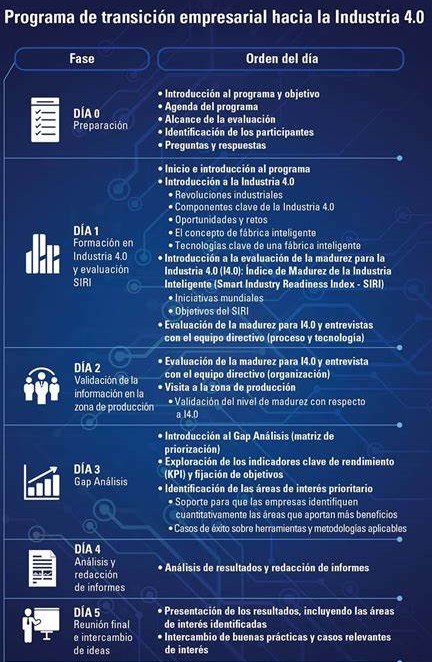 Programa de transición empresarial hacia la Industria 4.0
Fase
Orden del día
DÍA 0
Preparación
• Introducción al programa y objetivo
• Agenda del programa
• Alcance de la evaluación
• Identificación de los participantes
• Preguntas y respuestas
DÍA 1
Formación en
Industria 4.0
y evaluación
SIRI
• Inicio e introducción al programa
• Introducción a la Industria 4.0
• Revoluciones industriales
• Componentes clave de la Industria 4.0
• Oportunidades y retos
• El concepto de fábrica inteligente
• Tecnologías clave de una fábrica inteligente
• Introducción a la evaluación de la madurez para la
Industria 4.0 (I4.0): Índice de Madurez de la Industria
Inteligente (Smart Industry Readiness Index - SIRI)
• Iniciativas mundiales
• Objetivos del SIRI
• Evaluación de la madurez para I4.0 y entrevistas
con el equipo directivo (proceso y tecnología)
DÍA 2
Validación de la
información en la
zona de producción
• Evaluación de la madurez para I4.0 y entrevista
con el equipo directivo (organización)
• Visita a la zona de producción
• Validación del nivel de madurez con respecto
a I4.0
DÍA 3
Gap Análisis
• Introducción al Gap Análisis (matriz de
priorización)
• Exploración de los indicadores clave de rendimiento
(KPI) y fijación de objetivos
• Identificación de las áreas de interés prioritario
• Soporte para que las empresas identifiquen
cuantitativamente las áreas que aportan más beneficios
• Casos de éxito sobre herramientas y metodologías aplicables
DÍA 4
Análisis y
redacción
de informes
• Análisis de resultados y redacción de informes
DÍA 5
Reunión final
e intercambio
de ideas
• Presentación de los resultados, incluyendo las áreas
de interés identificadas
• Intercambio de buenas prácticas y casos relevantes
de interés